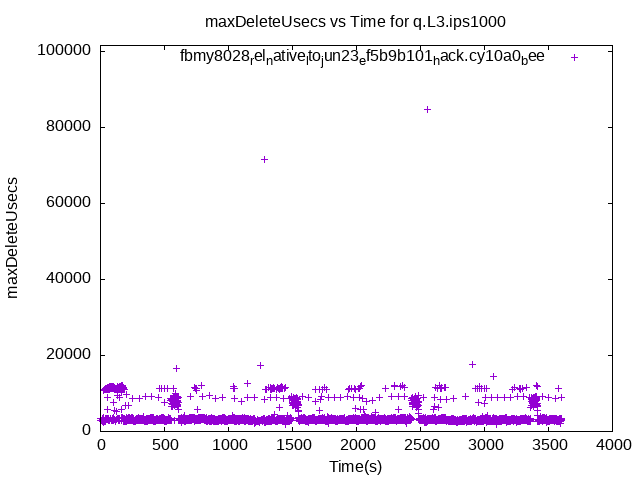 maxDeleteUsecs vs Time for q.L3.ips1000
fbmy8028relnativeltojun23ef5b9b101hack.cy10a0bee
100000
80000
60000
40000
20000
0
maxDeleteUsecs
0 500 1000 1500 2000 2500 3000 3500 4000
Time(s)